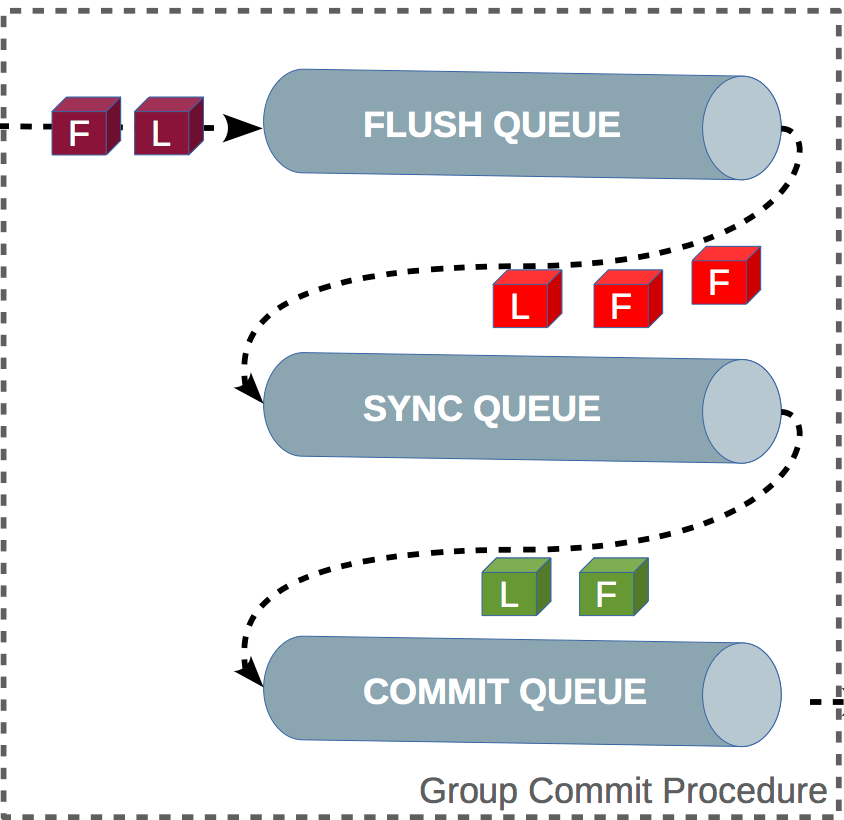 F L
FLUSH QUEUE
L F F
SYNC QUEUE
L F
COMMIT QUEUE
Group Commit Procedure